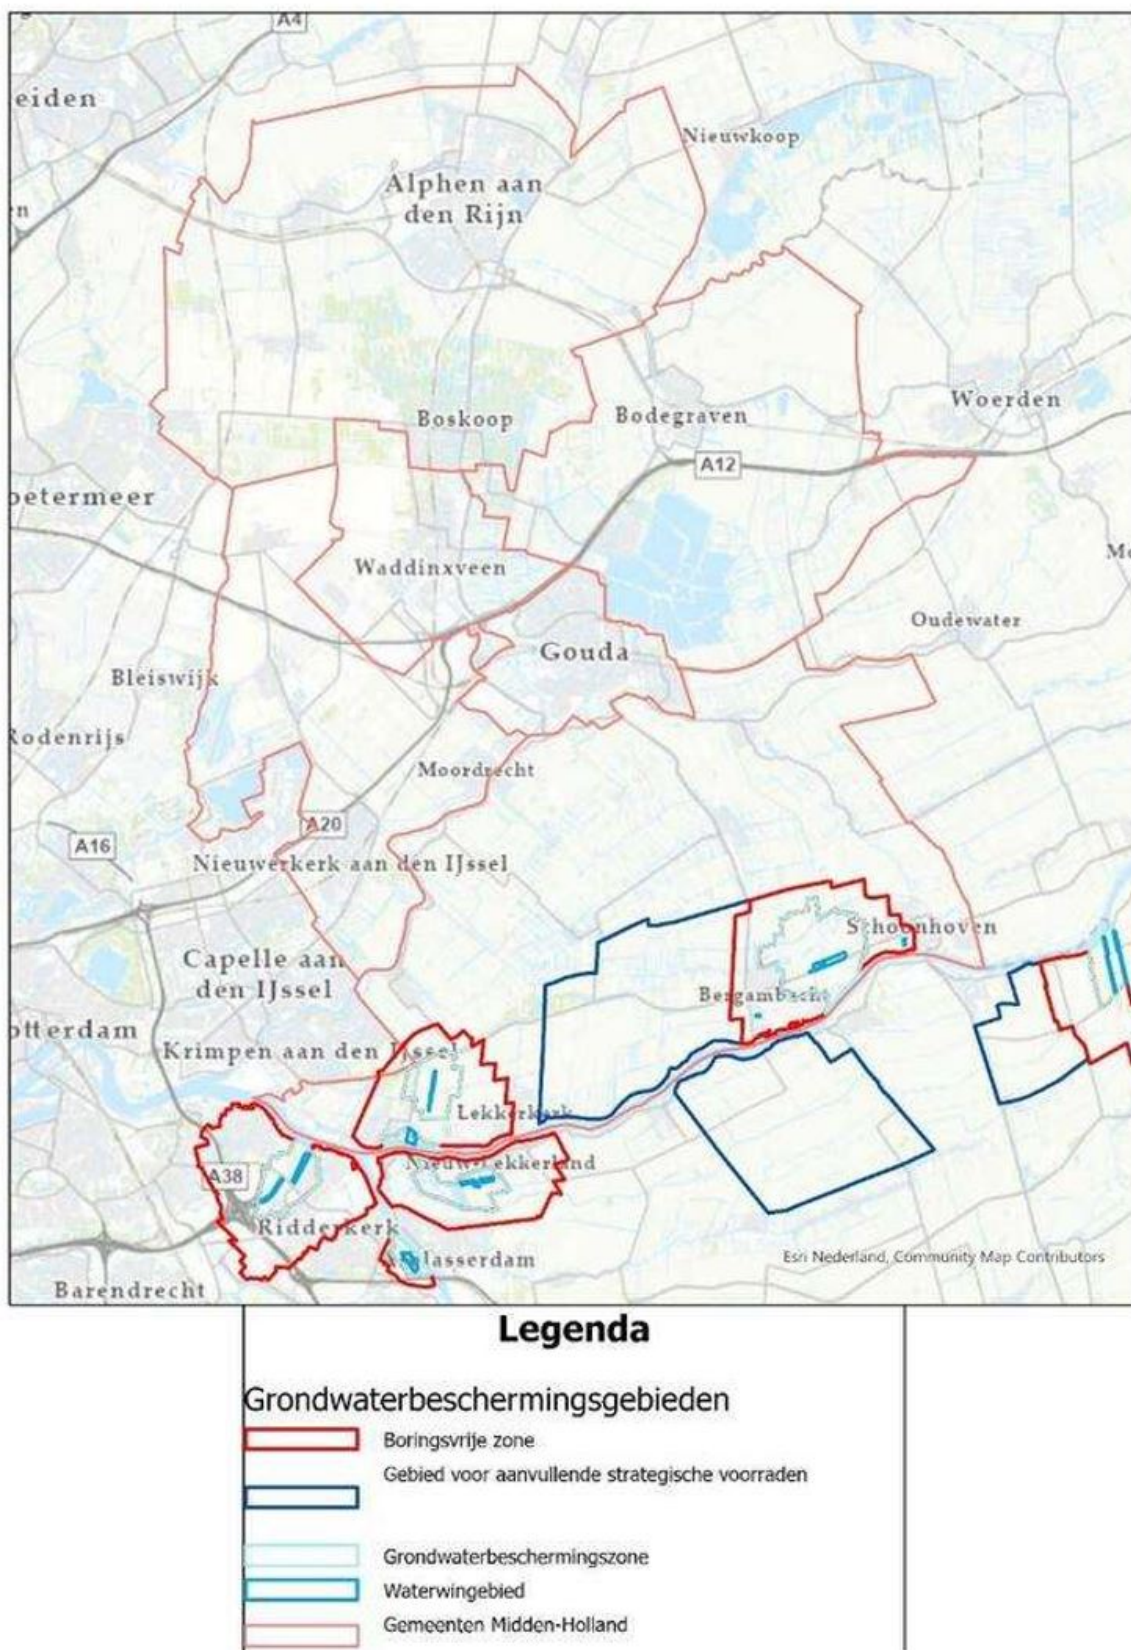 A4
eiden
Nieuwkoop
Alphen aan
den Rijn
n
Woerden
Boskoop
Bodegraven
A12
oetermeer
Waddinxveen
Oudewater
Gouda
Bleiswijk
Rodenrijs
Moordrecht
A20
A16
Nieuwerkerk aan den IJssel
Schoonhoven
Capelle aan
den IJssel
Bergambacht
otterdam
Krimpen aan den IJssel
Lekkerkerk
Nieuw-Lekkerland
A38
Ridderkerk
Alblasserdam
Esri Nederland, Community Map Contributors
Barendrecht
Legenda
Grondwaterbeschermingsgebieden
Boringsvrije zone
Gebied voor aanvullende strategische voorraden
Grondwaterbeschermingszone
Waterwingebied
Gemeenten Midden-Holland